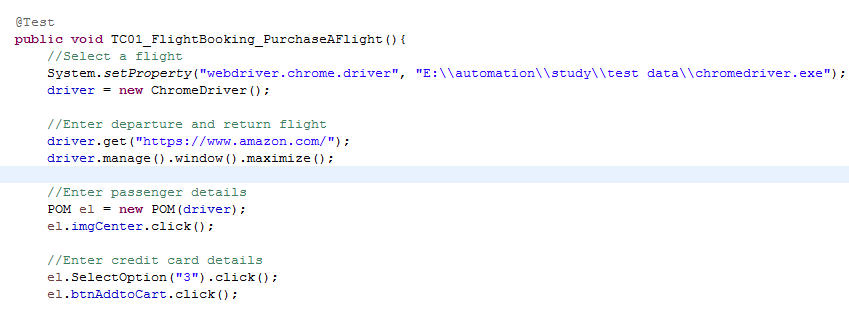 @Test
public void TC01_FlightBooking_PurchaseAFlight(){
//Select a flight
System.setProperty("webdriver.chrome.driver", "E:\\automation\\study\\test data\\chromedriver.exe");
driver = new ChromeDriver();
//Enter departure and return flight
driver.get("https://www.amazon.com/");
driver.manage().window().maximize();
//Enter passenger details
POM el = new POM(driver);
el.imgCenter.click();
//Enter credit card details
el.SelectOption("3").click();
el.btnAddtoCart.click();